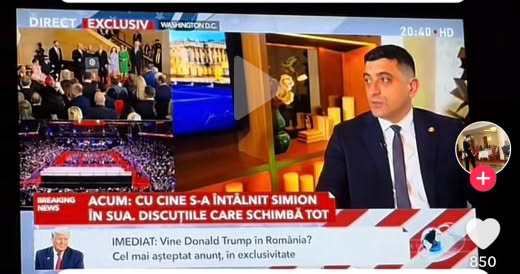 DIRECT EXCLUSIV WASHINGTON D.C.
20:40 • HD
BREAKING NEWS
ACUM: CU CINE S-A ÎNTÂLNIT SIMION
ÎN SUA. DISCUȚIILE CARE SCHIMBĂ TOT
IMEDIAT: Vine Donald Trump în România?
Cel mai așteptat anunț, în exclusivitate
850